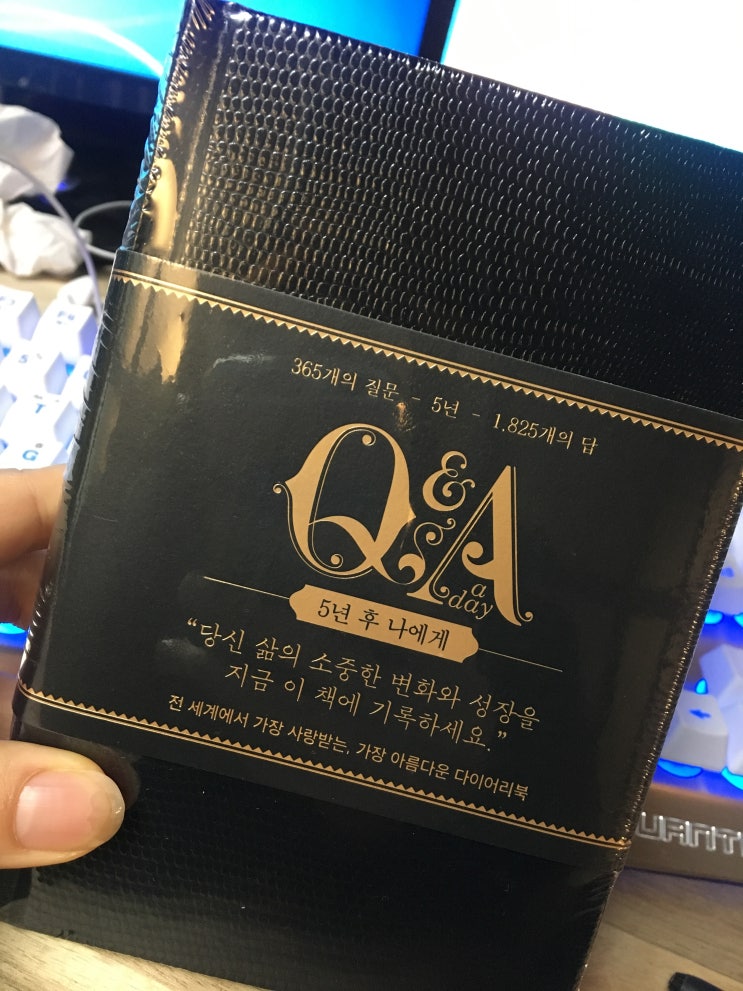 365개의 질문 - 5년 - 1,825개의 답
Q&A
a
day
5년 후 나에게
“당신 삶의 소중한 변화와 성장을
지금 이 책에 기록하세요.”
전 세계에서 가장 사랑받는, 가장 아름다운 다이어리북
T
G